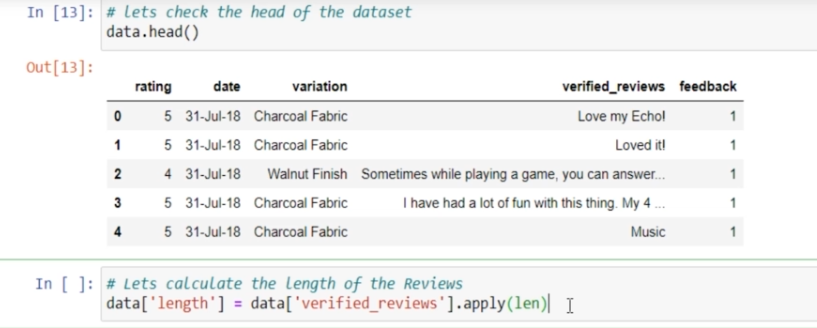 In [13]: # lets check the head of the dataset
data.head()
Out[13]:
rating date variation verified_reviews feedback
0 5 31-Jul-18 Charcoal Fabric Love my Echo! 1
1 5 31-Jul-18 Charcoal Fabric Loved it! 1
2 4 31-Jul-18 Walnut Finish Sometimes while playing a game, you can answer... 1
3 5 31-Jul-18 Charcoal Fabric I have had a lot of fun with this thing. My 4 ... 1
4 5 31-Jul-18 Charcoal Fabric Music 1
In [ ]: # Lets calculate the length of the Reviews
data['length'] = data['verified_reviews'].apply(len)